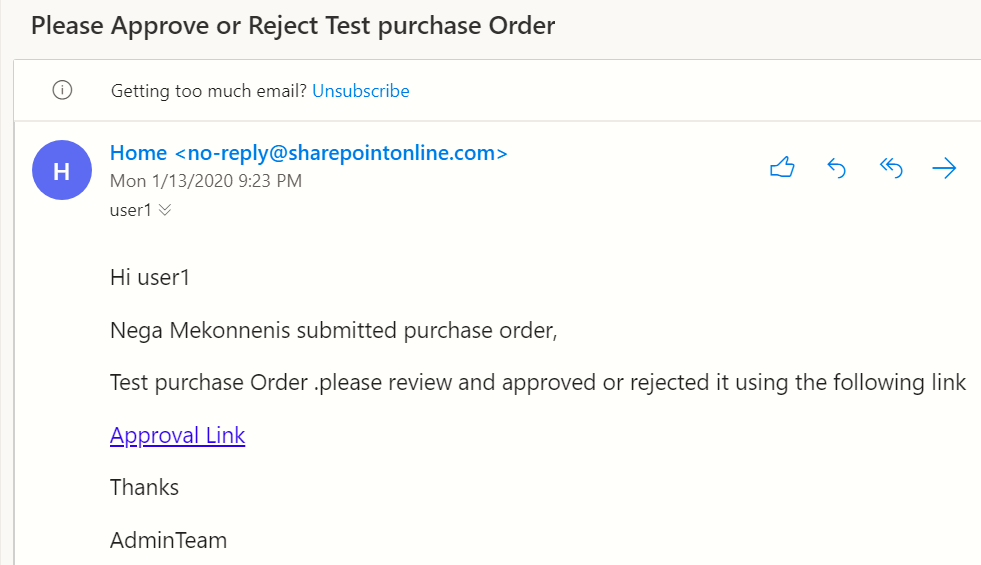 Please Approve or Reject Test purchase Order
Getting too much email? Unsubscribe
H
Home <no-reply@sharepointonline.com>
Mon 1/13/2020 9:23 PM
user1
Hi user1
Nega Mekonnenis submitted purchase order,
Test purchase Order .please review and approved or rejected it using the following link
Approval Link
Thanks
AdminTeam